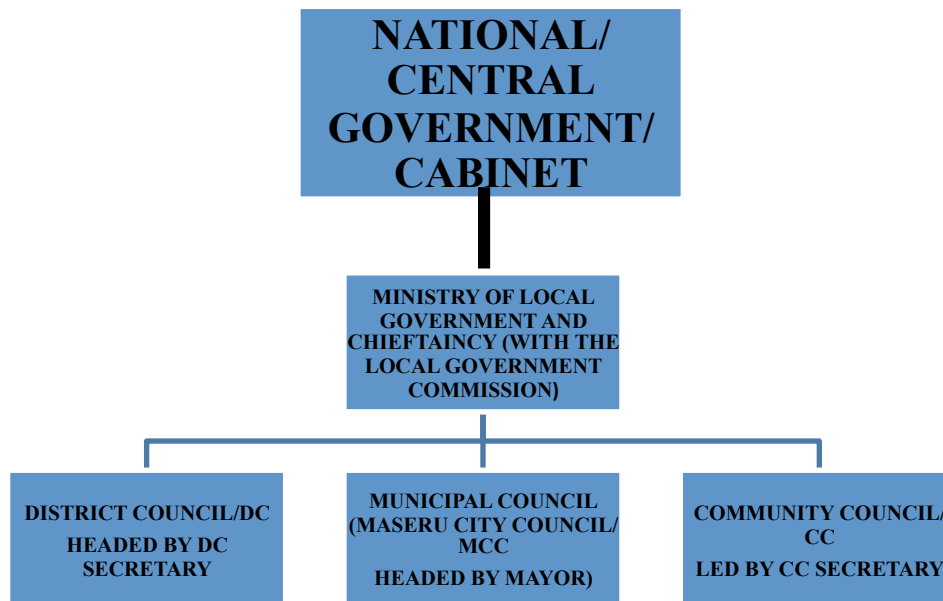 NATIONAL/
CENTRAL
GOVERNMENT/
CABINET
MINISTRY OF LOCAL
GOVERNMENT AND
CHIEFTAINCY (WITH THE
LOCAL GOVERNMENT
COMMISSION)
DISTRICT COUNCIL/DC
HEADED BY DC
SECRETARY
MUNICIPAL COUNCIL
(MASERU CITY COUNCIL/
MCC
HEADED BY MAYOR)
COMMUNITY COUNCIL/
CC
LED BY CC SECRETARY